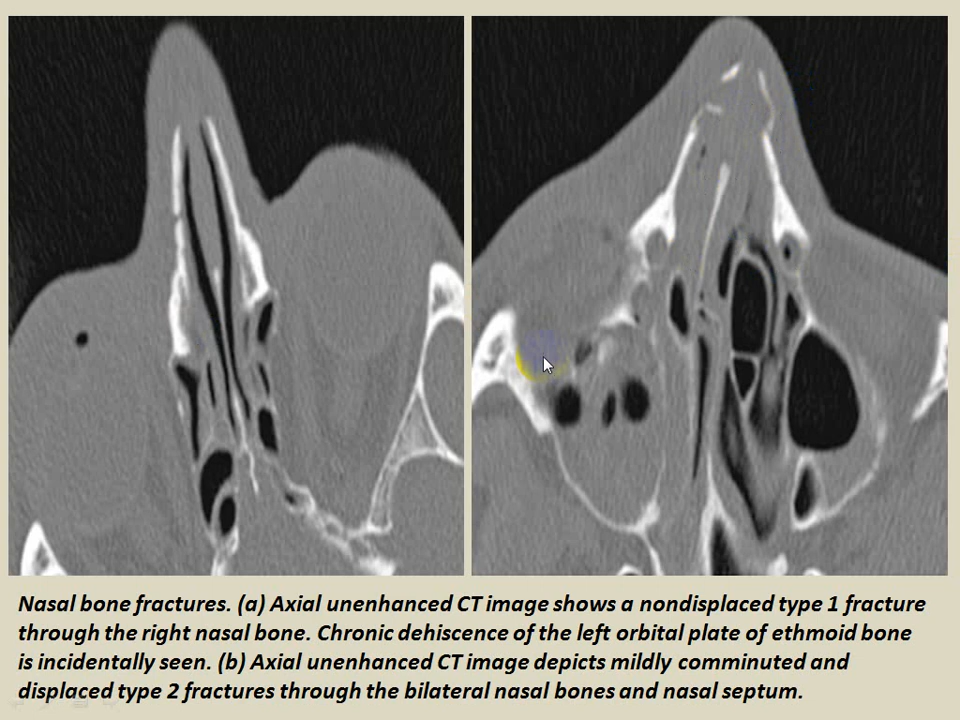 Nasal bone fractures. (a) Axial unenhanced CT image shows a nondisplaced type 1 fracture
through the right nasal bone. Chronic dehiscence of the left orbital plate of ethmoid bone
is incidentally seen. (b) Axial unenhanced CT image depicts mildly comminuted and
displaced type 2 fractures through the bilateral nasal bones and nasal septum.